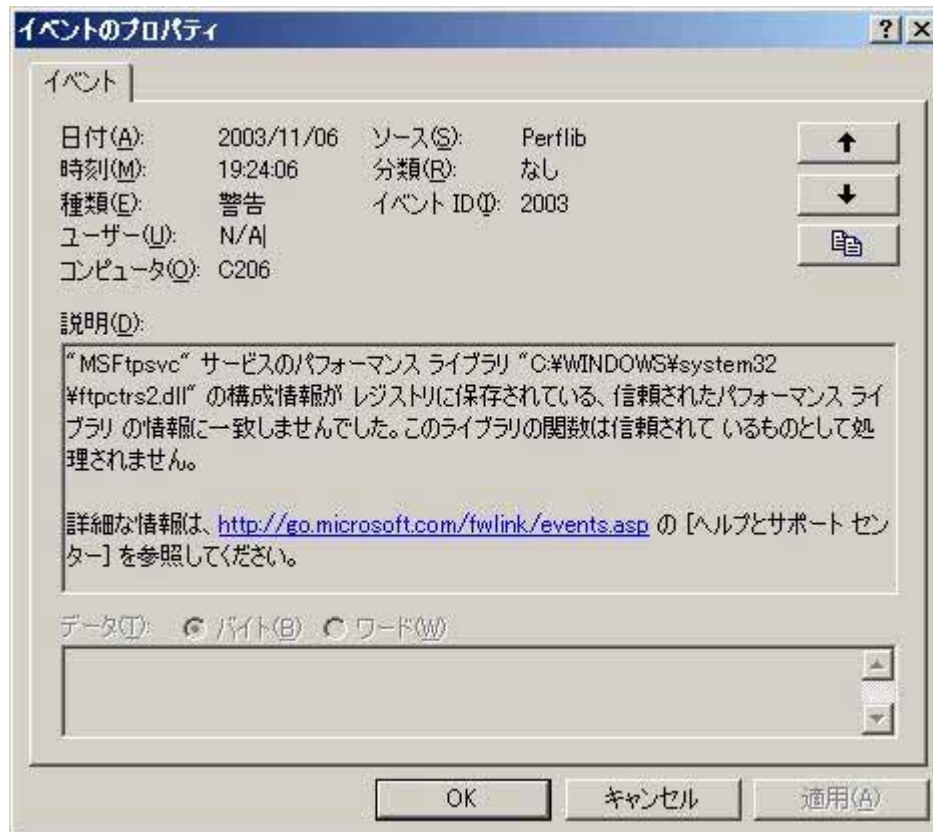 イベントのプロパティ
イベント
日付(A): 2003/11/06 ソース(S): Perflib
時刻(M): 19:24:06 分類(R): なし
種類(E): 警告 イベント ID(I): 2003
ユーザー(U): N/A
コンピュータ(O): C206
説明(D):
"MSFtpsvc" サービスのパフォーマンス ライブラリ "C:¥WINDOWS¥system32
¥ftpctrs2.dll" の構成情報が レジストリに保存されている、信頼されたパフォーマンス ライ
ブラリ の情報に一致しませんでした。このライブラリの関数は信頼されて いるものとして処
理されません。
詳細な情報は、http://go.microsoft.com/fwlink/events.asp の [ヘルプとサポート セン
ター] を参照してください。
データ(T): バイト(B) ワード(W)
OK キャンセル 適用(A)